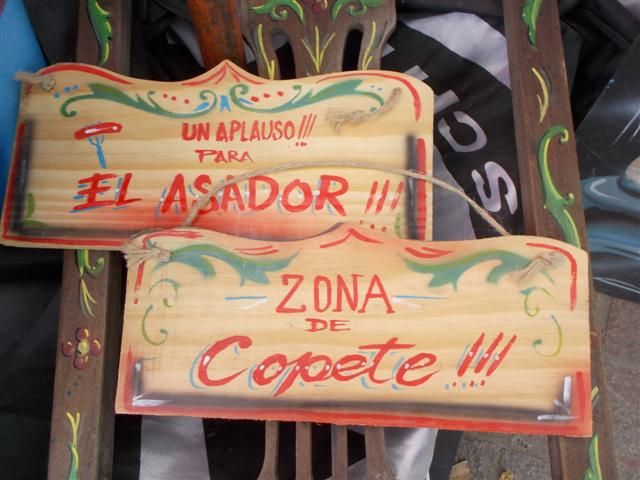 UN APLAUSO!!!
PARA
EL ASADOR !!!
ZONA
DE
Copete !!!